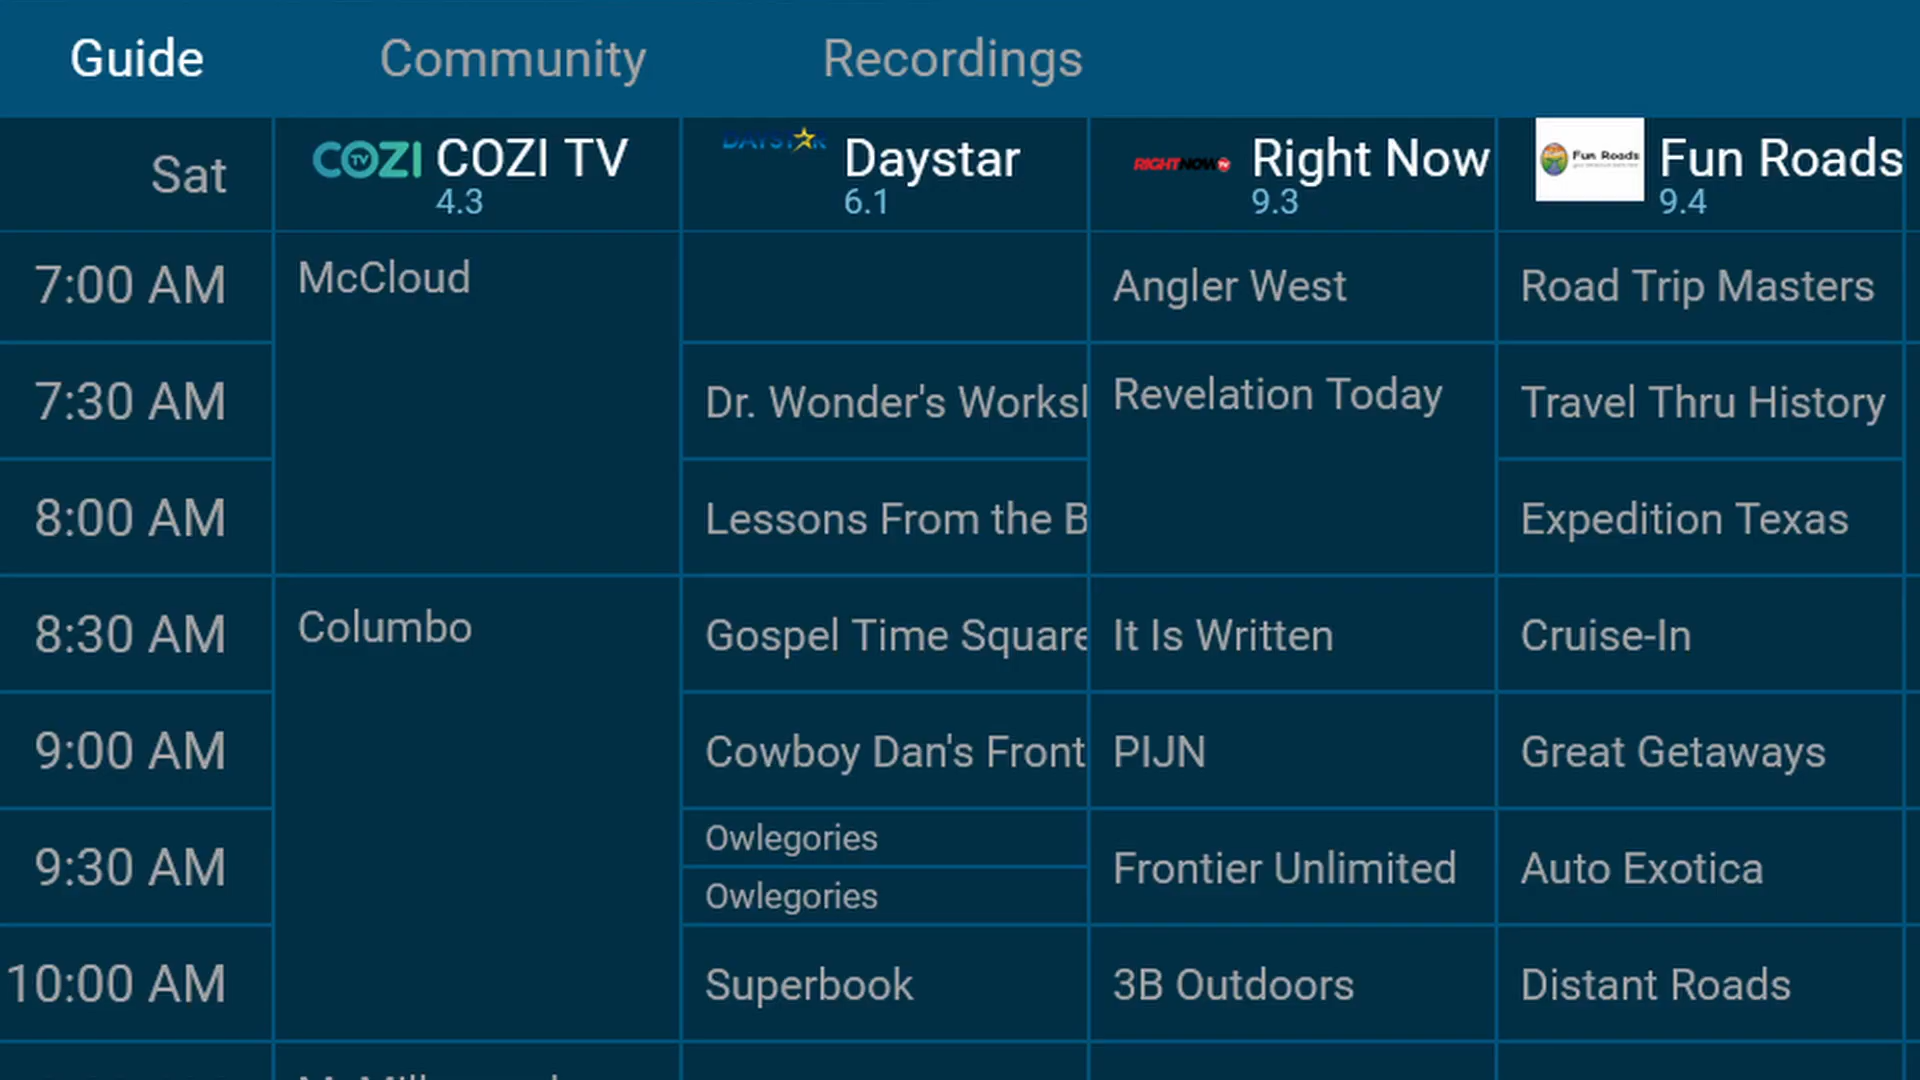 Guide Community Recordings
Sat COZI TV COZI TV DAYSTAR Daystar RIGHTNOW TV Right Now Fun Roads Fun Roads
4.3 6.1 9.3 9.4
7:00 AM McCloud Angler West Road Trip Masters
7:30 AM Dr. Wonder's Revelation Today Travel Thru History
8:00 AM Lessons From the Expedition Texas
8:30 AM Columbo Gospel Time Square It Is Written Cruise-In
9:00 AM Cowboy Dan's Front PIJN Great Getaways
9:30 AM Owlegories Frontier Unlimited Auto Exotica
Owlegories
10:00 AM Superbook 3B Outdoors Distant Roads